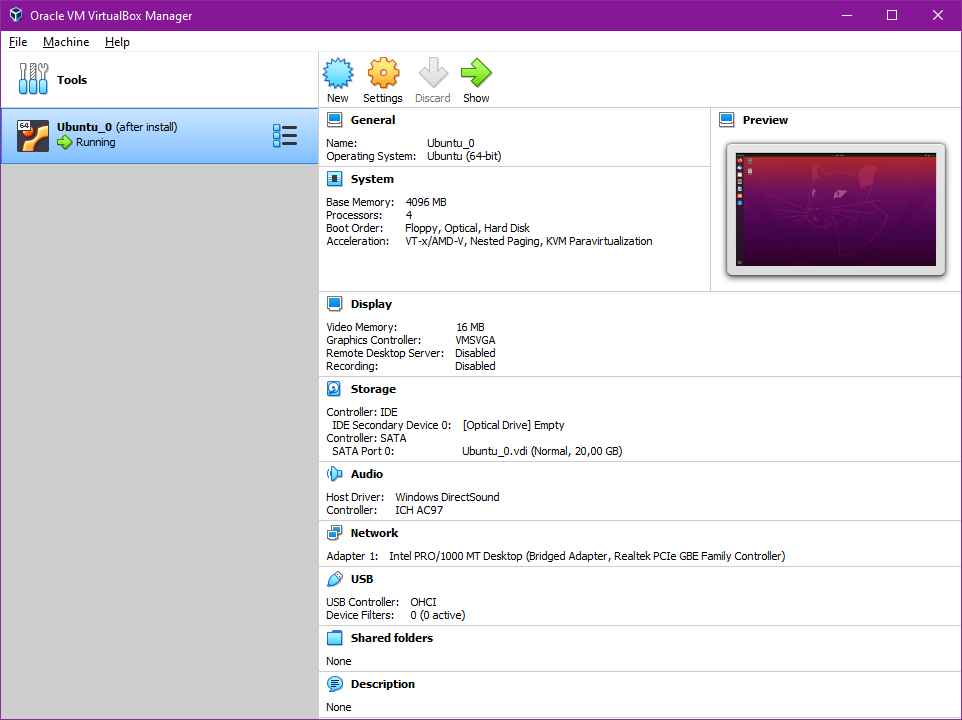 Oracle VM VirtualBox Manager
File Machine Help
Tools
New Settings Discard Show
64
Ubuntu_0 (after install)
Running
General
Name: Ubuntu_0
Operating System: Ubuntu (64-bit)
Preview
System
Base Memory: 4096 MB
Processors: 4
Boot Order: Floppy, Optical, Hard Disk
Acceleration: VT-x/AMD-V, Nested Paging, KVM Paravirtualization
Display
Video Memory: 16 MB
Graphics Controller: VMSVGA
Remote Desktop Server: Disabled
Recording: Disabled
Storage
Controller: IDE
IDE Secondary Device 0: [Optical Drive] Empty
Controller: SATA
SATA Port 0: Ubuntu_0.vdi (Normal, 20,00 GB)
Audio
Host Driver: Windows DirectSound
Controller: ICH AC97
Network
Adapter 1: Intel PRO/1000 MT Desktop (Bridged Adapter, Realtek PCIe GBE Family Controller)
USB
USB Controller: OHCI
Device Filters: 0 (0 active)
Shared folders
None
Description
None